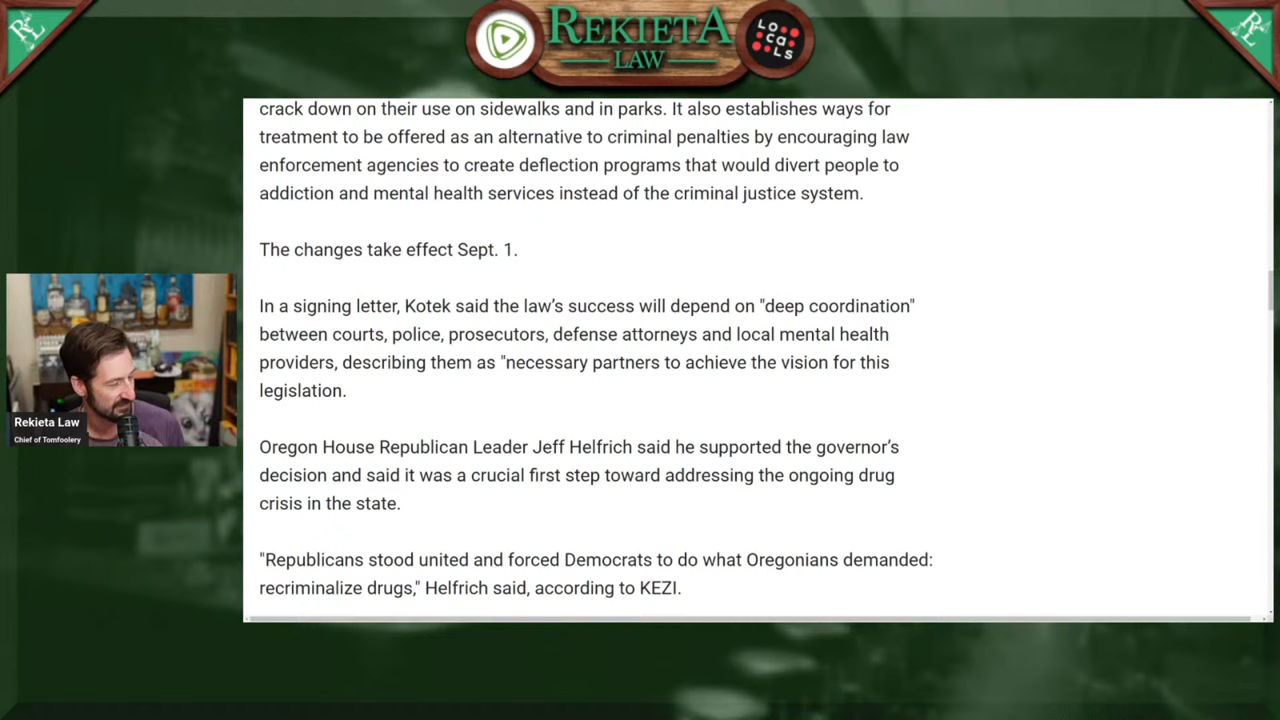 REKIETA
LAW
LOCALS
RL
RL
crack down on their use on sidewalks and in parks. It also establishes ways for
treatment to be offered as an alternative to criminal penalties by encouraging law
enforcement agencies to create deflection programs that would divert people to
addiction and mental health services instead of the criminal justice system.
The changes take effect Sept. 1.
In a signing letter, Kotek said the law’s success will depend on "deep coordination"
between courts, police, prosecutors, defense attorneys and local mental health
providers, describing them as "necessary partners to achieve the vision for this
legislation.
Oregon House Republican Leader Jeff Helfrich said he supported the governor’s
decision and said it was a crucial first step toward addressing the ongoing drug
crisis in the state.
"Republicans stood united and forced Democrats to do what Oregonians demanded:
recriminalize drugs," Helfrich said, according to KEZI.
Rekieta Law
Chief of Tomfoolery